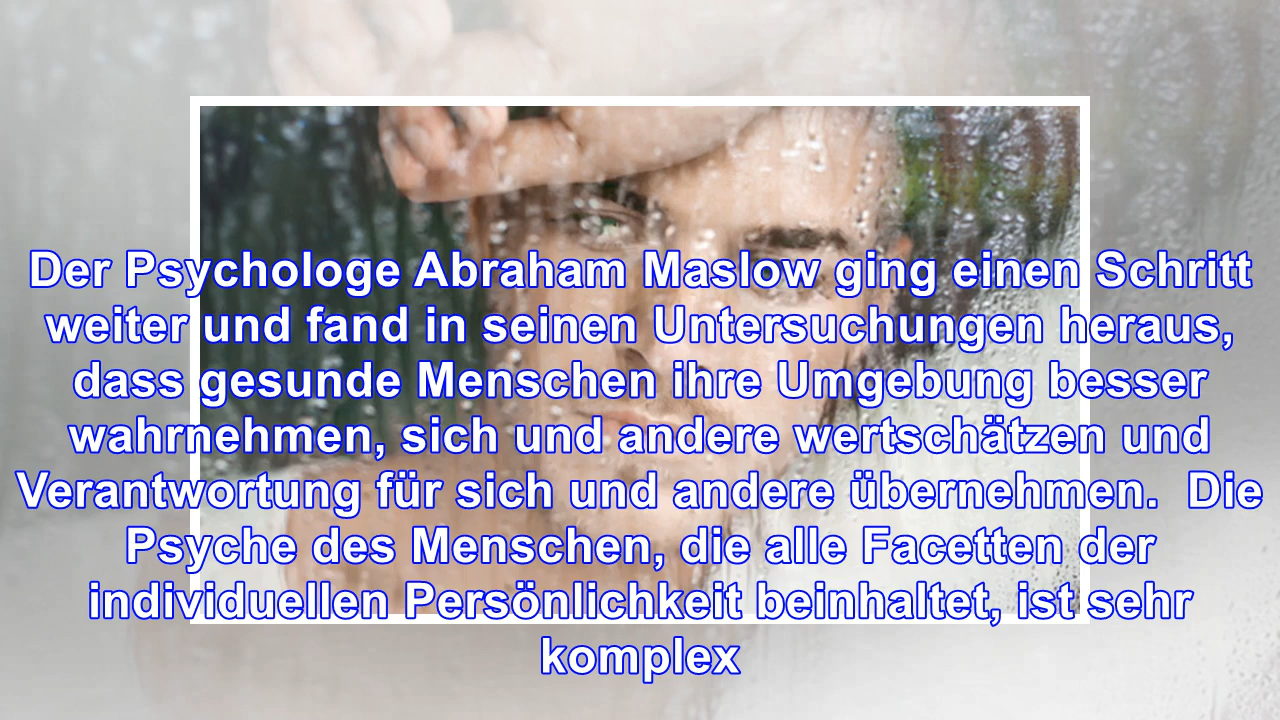 Der Psychologe Abraham Maslow ging einen Schritt
weiter und fand in seinen Untersuchungen heraus,
dass gesunde Menschen ihre Umgebung besser
wahrnehmen, sich und andere wertschätzen und
Verantwortung für sich und andere übernehmen.  Die
Psyche des Menschen, die alle Facetten der
individuellen Persönlichkeit beinhaltet, ist sehr
komplex